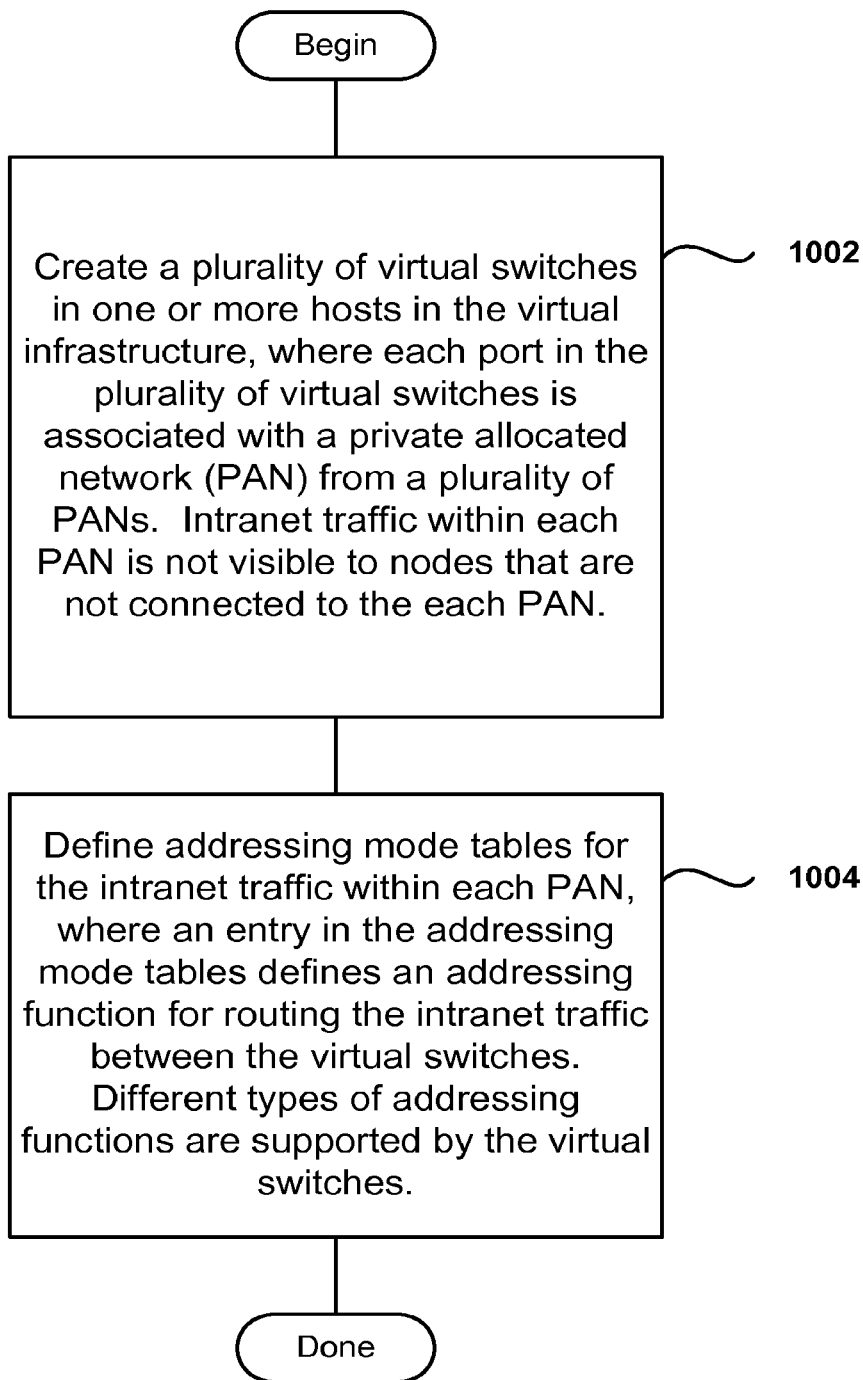 Begin
Create a plurality of virtual switches
in one or more hosts in the virtual
infrastructure, where each port in the
plurality of virtual switches is
associated with a private allocated
network (PAN) from a plurality of
PANs. Intranet traffic within each
PAN is not visible to nodes that are
not connected to the each PAN.
1002
Define addressing mode tables for
the intranet traffic within each PAN,
where an entry in the addressing
mode tables defines an addressing
function for routing the intranet traffic
between the virtual switches.
Different types of addressing
functions are supported by the virtual
switches.
1004
Done